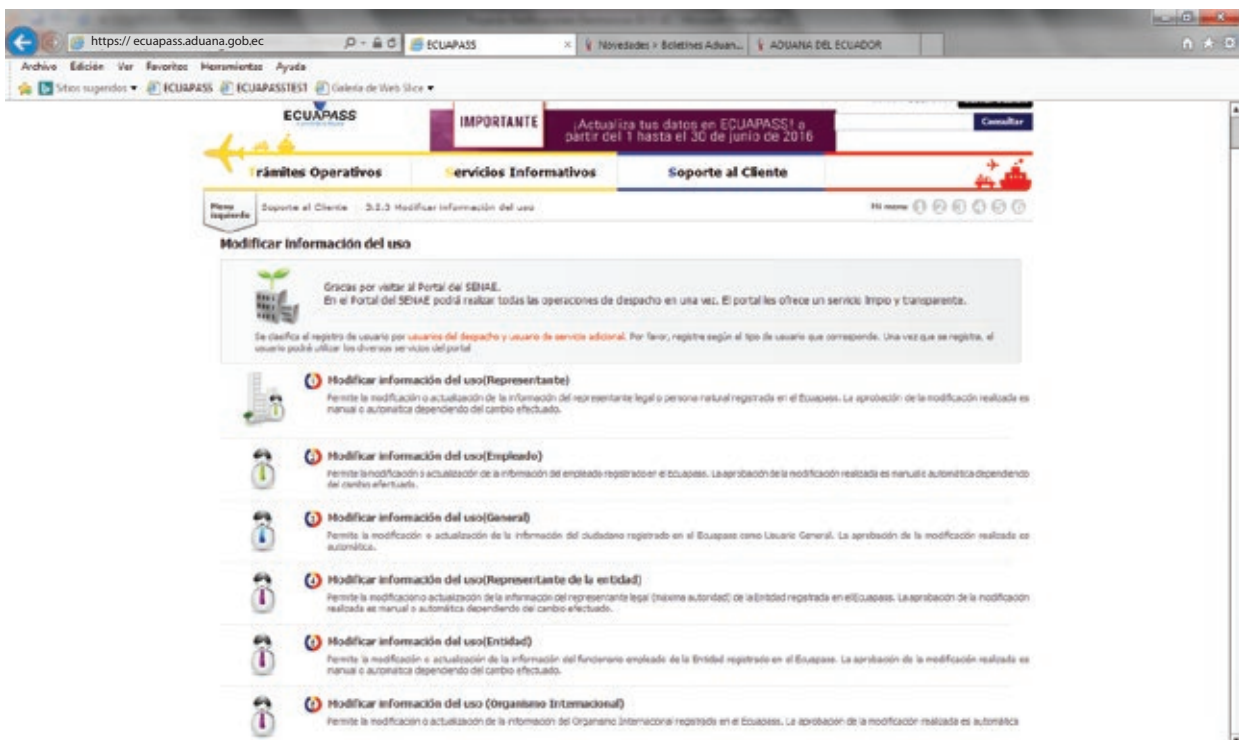 https:// ecuapass.aduana.gob.ec
ECUAPASS
Novedades > Boletines Aduan...
ADUANA DEL ECUADOR
Archivo Edición Ver Favoritos Herramientas Ayuda
Sitios sugeridos ECUAPASS ECUAPASSTEST Galería de Web Slice
ECUAPASS
IMPORTANTE
¡Actualiza tus datos en ECUAPASS! a
partir del 1 hasta el 30 de junio de 2016
Consultar
Trámites Operativos
Servicios Informativos
Soporte al Cliente
Menu
izquierdo
Soporte al Cliente 3.2.3 Modificar información del uso
Mi menu 1 2 3 4 5
Modificar información del uso
Gracias por visitar al Portal del SENAE.
En el Portal del SENAE podrá realizar todas las operaciones de despacho en una vez. El portal les ofrece un servicio limpio y transparente.
Se clasifica el registro de usuario por usuarios del despacho y usuario de servicio adicional. Por favor, registre según el tipo de usuario que corresponde. Una vez que se registra, el
usuario podrá utilizar los diversos servicios del portal
1 Modificar información del uso(Representante)
Permite la modificación o actualización de la información del representante legal o persona natural registrada en el Ecuapass. La aprobación de la modificación realizada es
manual o automática dependiendo del cambio efectuado.
2 Modificar información del uso(Empleado)
Permite la modificación o actualización de la información del empleado registrado en el Ecuapass. La aprobación de la modificación realizada es manual o automática dependiendo
del cambio efectuado.
3 Modificar información del uso(General)
Permite la modificación o actualización de la información del ciudadano registrado en el Ecuapass como Usuario General. La aprobación de la modificación realizada es
automática.
4 Modificar información del uso(Representante de la entidad)
Permite la modificación o actualización de la información del representante legal (máxima autoridad) de la Entidad registrada en el Ecuapass. La aprobación de la modificación
realizada es manual o automática dependiendo del cambio efectuado.
Modificar información del uso(Entidad)
Permite la modificación o actualización de la información del funcionario empleado de la Entidad registrado en el Ecuapass. La aprobación de la modificación realizada es
manual o automática dependiendo del cambio efectuado.
Modificar información del uso (Organismo Internacional)
Permite la modificación o actualización de la información del Organismo Internacional registrada en el Ecuapass. La aprobación de la modificación realizada es automática